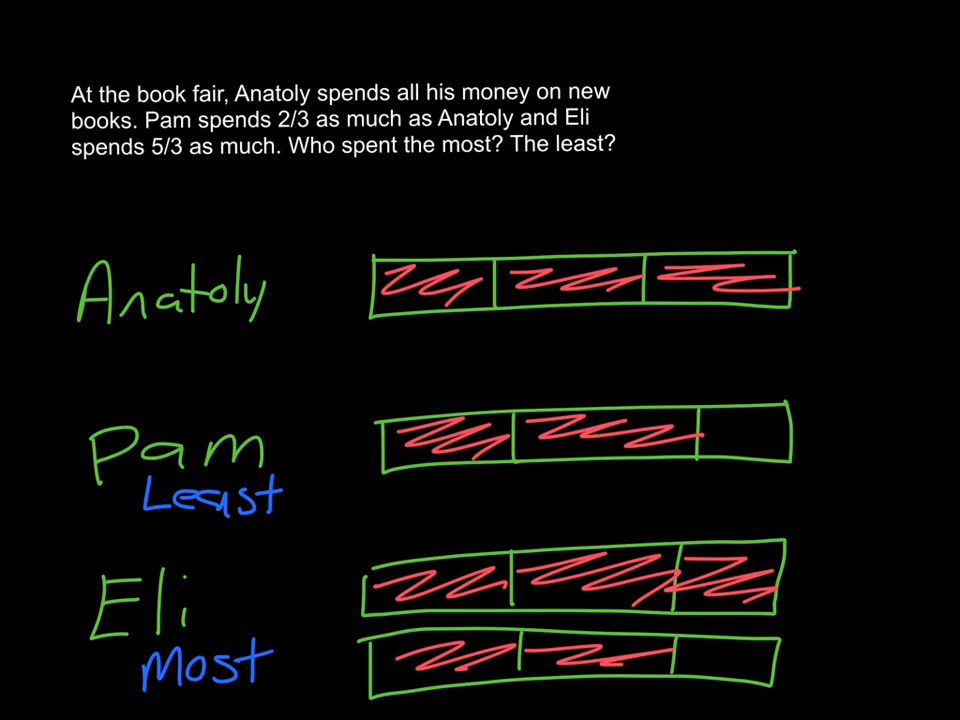 At the book fair, Anatoly spends all his money on new
books. Pam spends 2/3 as much as Anatoly and Eli
spends 5/3 as much. Who spent the most? The least?
Anatoly
Pam
Least
Eli
Most